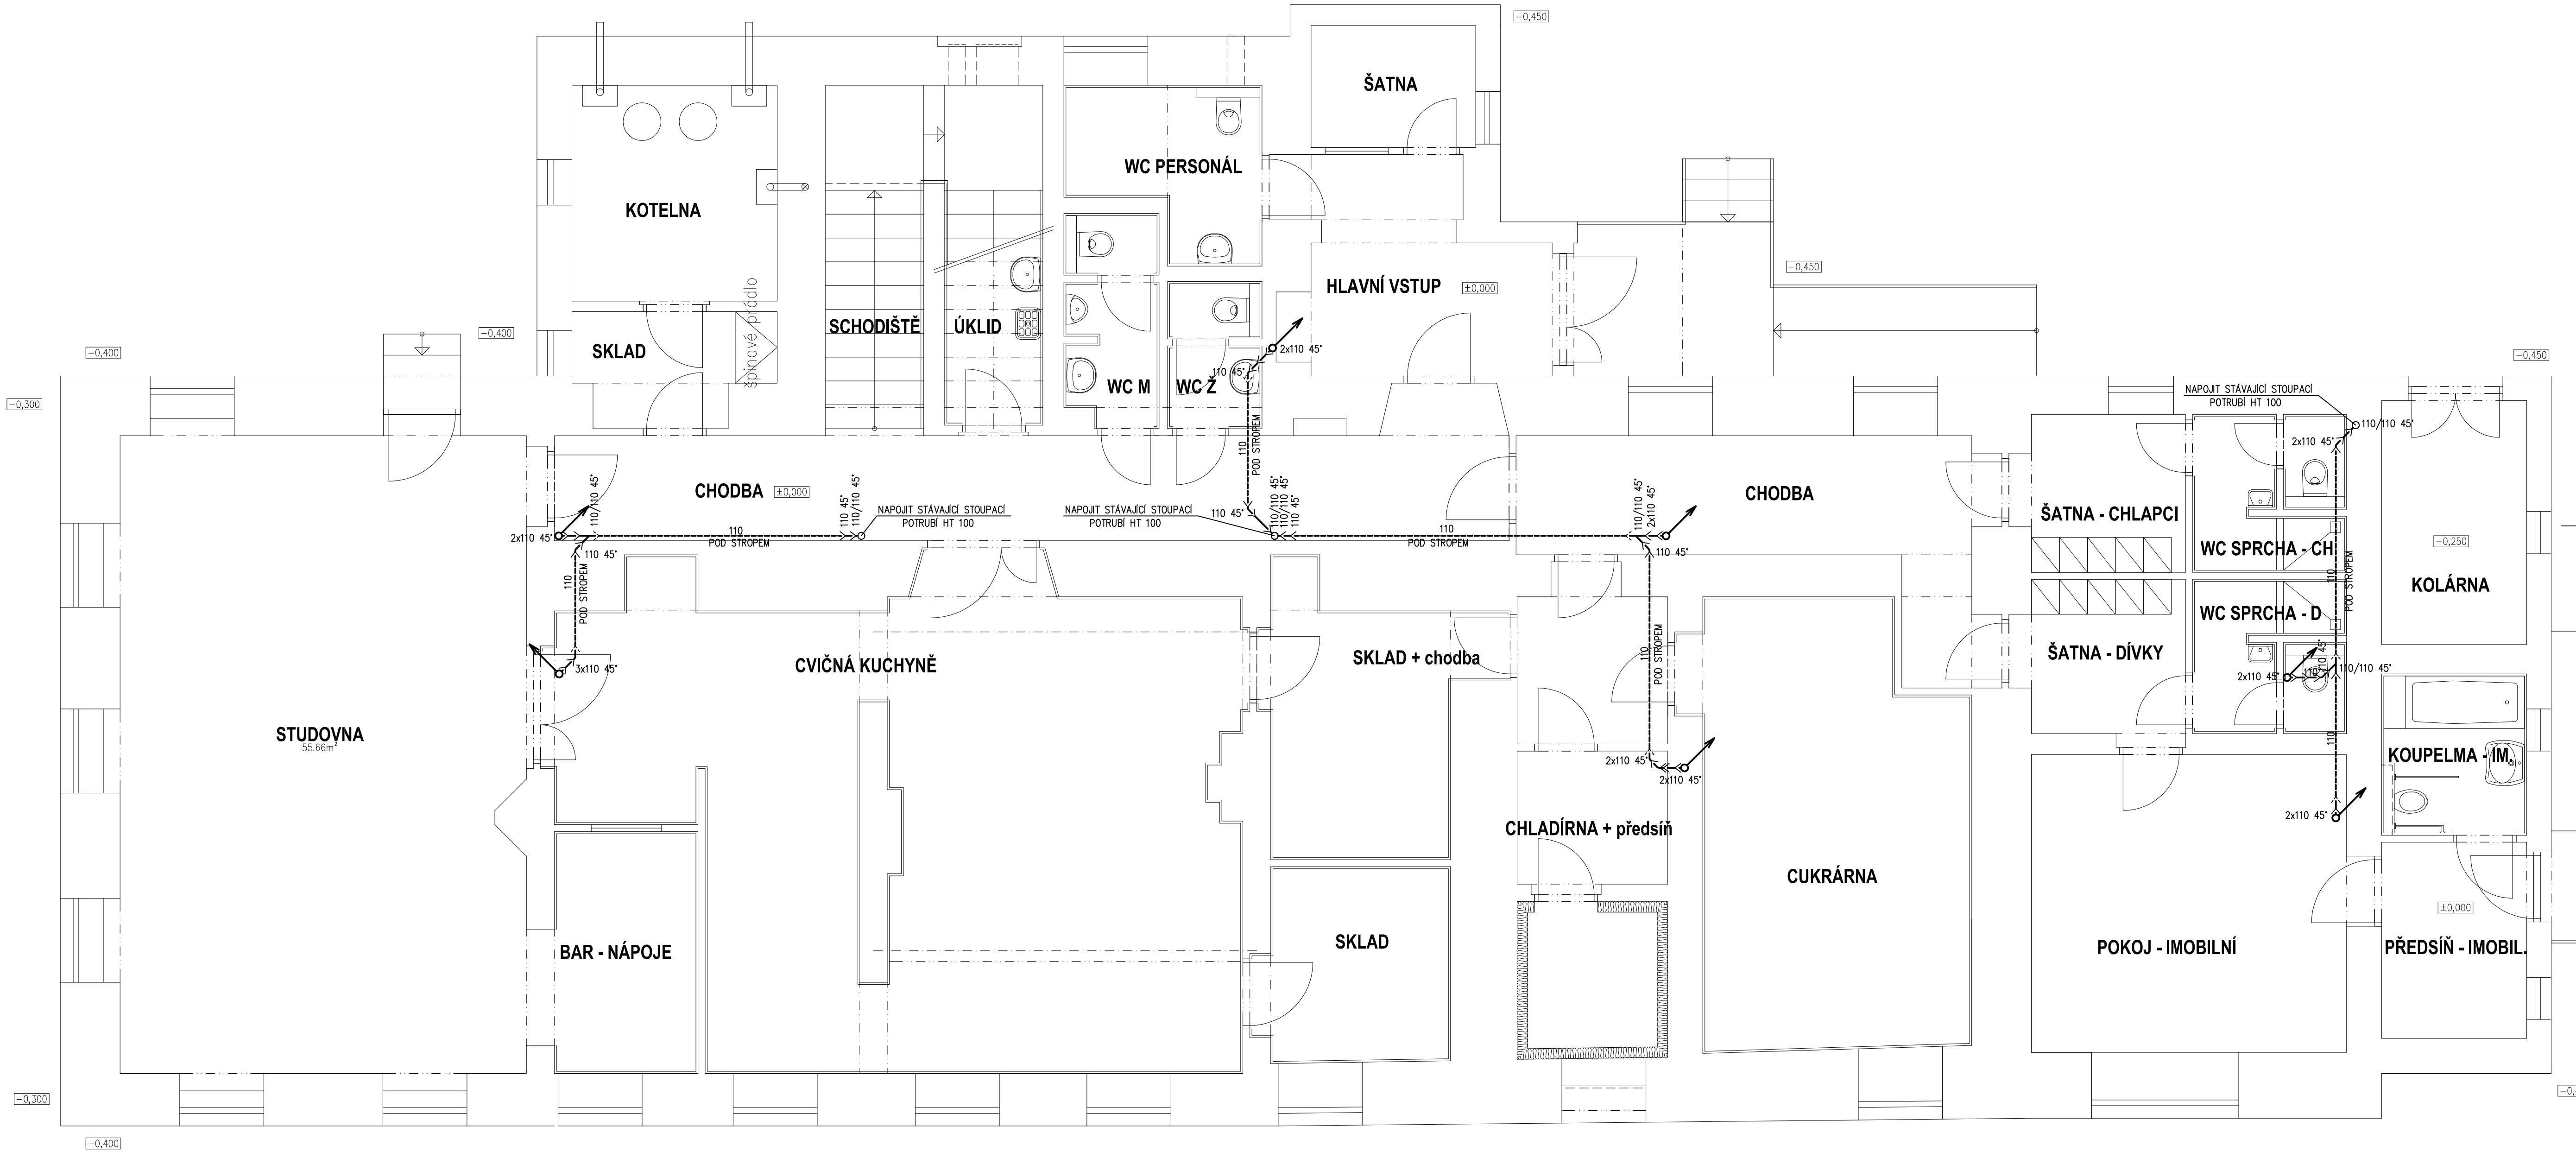 -0,450
ŠATNA
WC PERSONÁL
KOTELNA
-0,450
HLAVNÍ VSTUP
±0,000
špinavé prádlo
SCHODIŠTĚ
ÚKLID
-0,400
-0,400
SKLAD
2x110 45°
110 45°
WC M
WC Ž
-0,450
-0,300
NAPOJIT STÁVAJÍCÍ STOUPACÍ
POTRUBÍ HT 100
110/110 45°
2x110 45°
110
POD STROPEM
CHODBA
±0,000
110/110 45°
110 45°
110/110 45°
NAPOJIT STÁVAJÍCÍ STOUPACÍ
POTRUBÍ HT 100
NAPOJIT STÁVAJÍCÍ STOUPACÍ
POTRUBÍ HT 100
110 45°
110/110 45°
110/110 45°
110 45°
CHODBA
110/110 45°
2x110 45°
ŠATNA - CHLAPCI
2x110 45°
110
POD STROPEM
110
POD STROPEM
-0,250
110 45°
110 45°
WC SPRCHA - CH
110
POD STROPEM
110
POD STROPEM
KOLÁRNA
WC SPRCHA - D
CVIČNÁ KUCHYNĚ
SKLAD + chodba
110
POD STROPEM
ŠATNA - DÍVKY
3x110 45°
2x110 45°
110
2x110 45°
110/110 45°
STUDOVNA
55.66m²
110
KOUPELMA - IM.
2x110 45°
2x110 45°
2x110 45°
CHLADÍRNA + předsíň
CUKRÁRNA
±0,000
BAR - NÁPOJE
SKLAD
POKOJ - IMOBILNÍ
PŘEDSÍŇ - IMOBIL.
-0,300
-0,400